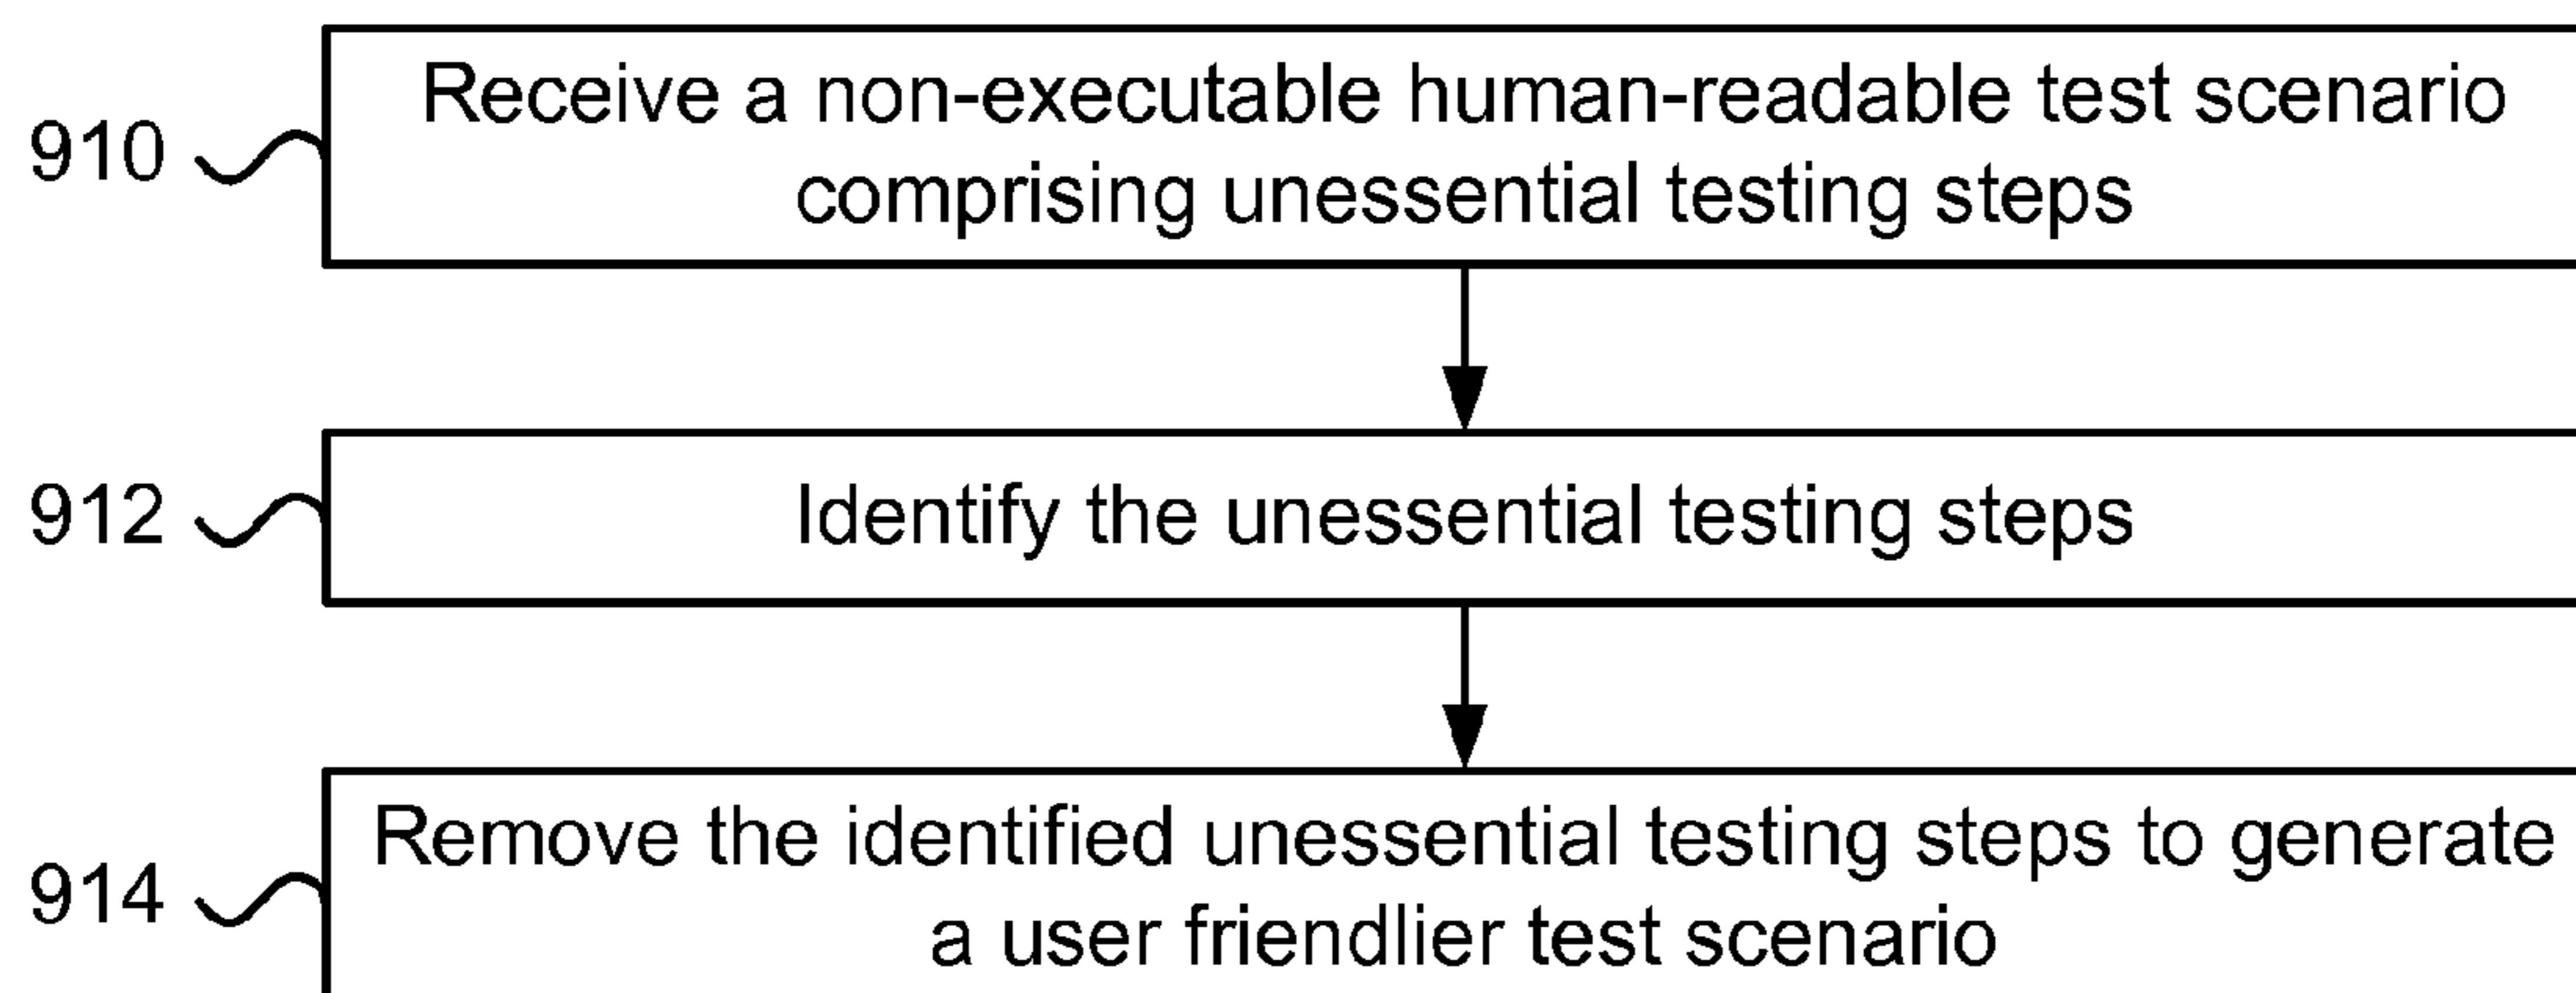 910
Receive a non-executable human-readable test scenario
comprising unessential testing steps
912
Identify the unessential testing steps
914
Remove the identified unessential testing steps to generate
a user friendlier test scenario